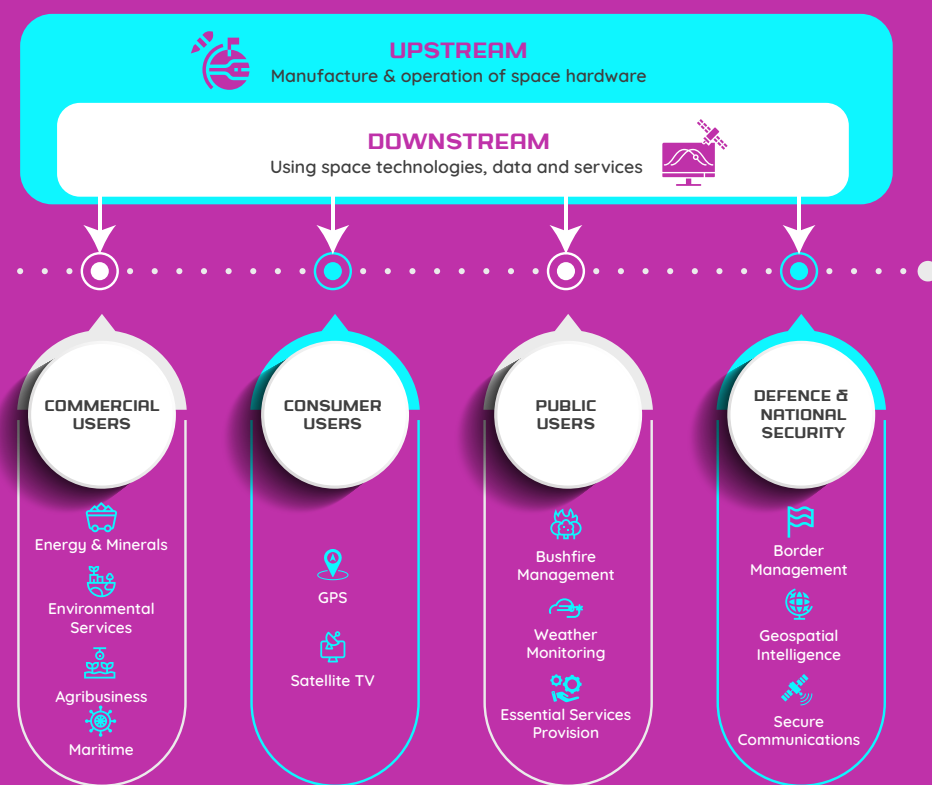 UPSTREAM
Manufacture & operation of space hardware
DOWNSTREAM
Using space technologies, data and services
COMMERCIAL
USERS
Energy & Minerals
Environmental
Services
Agribusiness
Maritime
CONSUMER
USERS
GPS
Satellite TV
PUBLIC
USERS
Bushfire
Management
Weather
Monitoring
Essential Services
Provision
DEFENCE &
NATIONAL
SECURITY
Border
Management
Geospatial
Intelligence
Secure
Communications